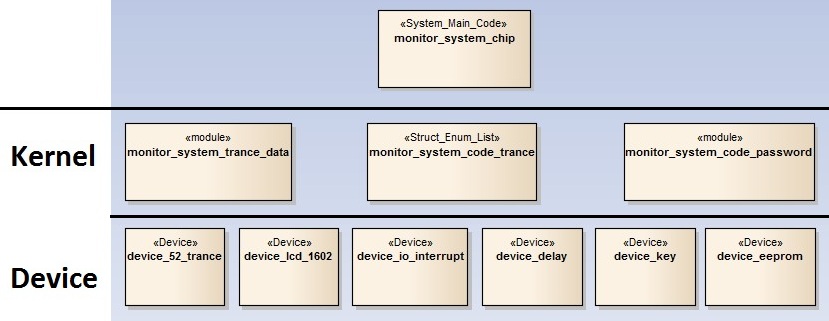 «System_Main_Code»
monitor_system_chip
Kernel
«module»
monitor_system_trance_data
«Struct_Enum_List»
monitor_system_code_trance
«module»
monitor_system_code_password
Device
«Device»
device_52_trance
«Device»
device_lcd_1602
«Device»
device_io_interrupt
«Device»
device_delay
«Device»
device_key
«Device»
device_eeprom